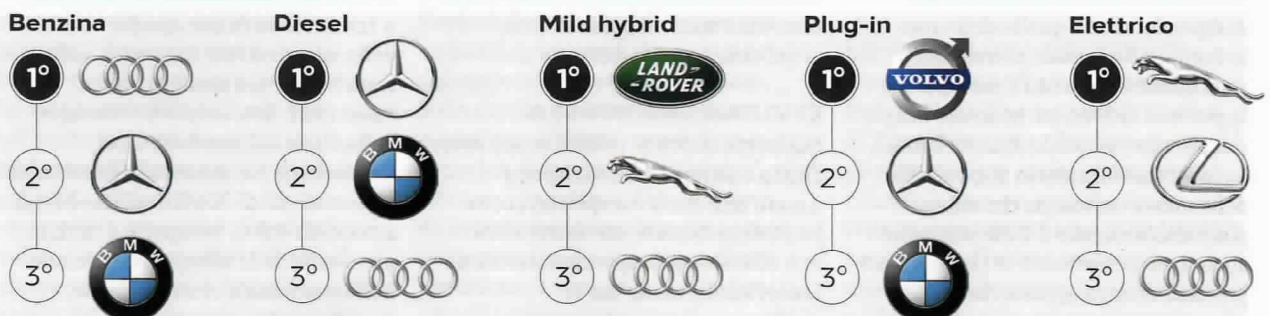 Benzina
Diesel
Mild hybrid
Plug-in
Elettrico
1°
1°
1°
LAND-
-ROVER
1°
VOLVO
1°
2°
2°
BMW
2°
2°
2°
3°
BMW
3°
3°
3°
BMW
3°